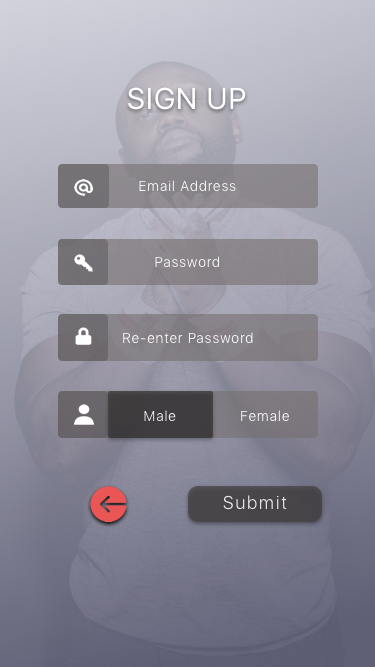 SIGN UP
Email Address
Password
Re-enter Password
Male Female
Submit